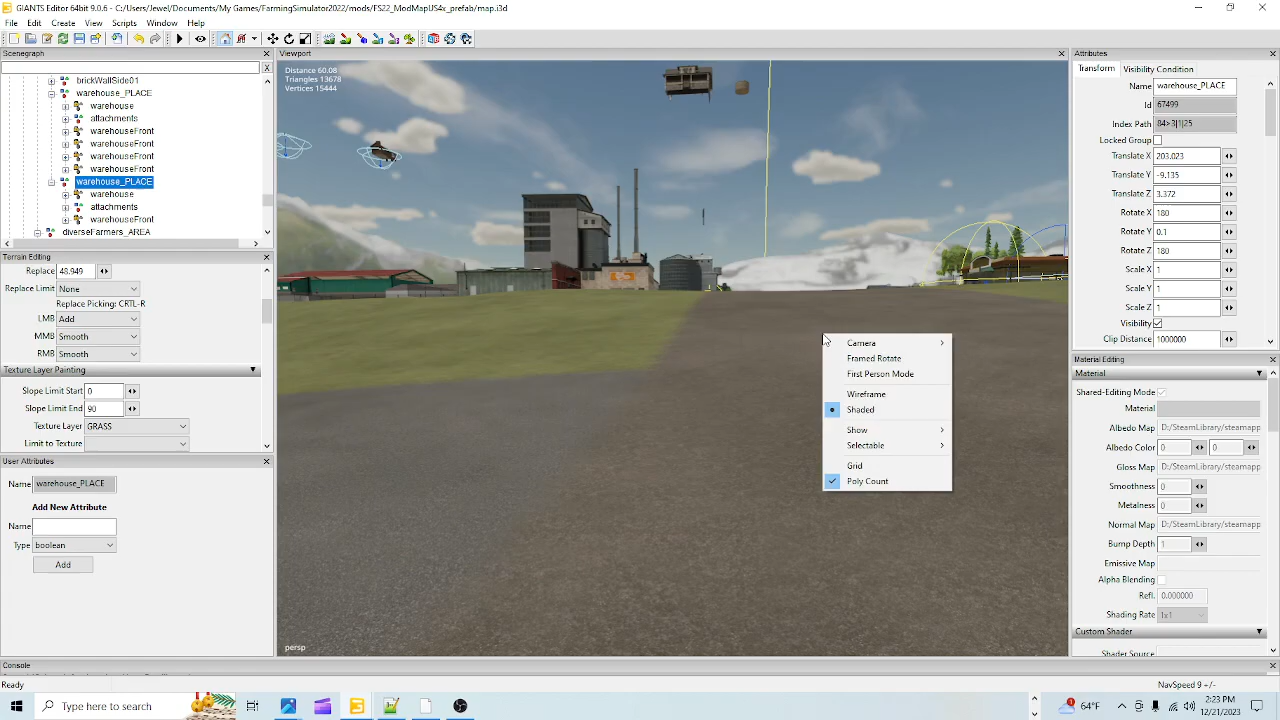 GIANTS Editor 64bit 9.0.6 - C:/Users/Jewel/Documents/My Games/FarmingSimulator2022/mods/FS22_ModMapUS4x_prefab/map.i3d
File Edit View Create Scripts Window Help
Scenegraph
X
brickWallSide01
warehouse_PLACE
warehouse
attachments
warehouseFront
warehouseFront
warehouseFront
warehouse_PLACE
warehouse
attachments
warehouseFront
diverseFarmers_AREA
Terrain Editing
Replace 48.949
Replace Limit None
Replace Picking: CRTL-R
LMB Add
MMB Smooth
RMB Smooth
Texture Layer Painting
Slope Limit Start 0
Slope Limit End 90
Texture Layer GRASS
Limit to Texture
User Attributes
Name warehouse_PLACE
Add New Attribute
Name
Type boolean
Add
Viewport
Distance 60.08
Triangles 13678
Vertices 15444
Camera
Framed Rotate
First Person Mode
Wireframe
Shaded
Show
Selectable
Grid
Poly Count
persp
Attributes
Transform Visibility Condition
Name warehouse_PLACE
Id 67499
Index Path 84>3|1|25
Locked Group
Translate X 203.023
Translate Y -9.135
Translate Z 3.372
Rotate X 180
Rotate Y 0.1
Rotate Z 180
Scale X 1
Scale Y 1
Scale Z 1
Visibility
Clip Distance 1000000
Material Editing
Material
Shared-Editing Mode
Material
Albedo Map D:/SteamLibrary/steamapp
Albedo Color 0 0
Gloss Map D:/SteamLibrary/steamapp
Smoothness 0
Metalness 0
Normal Map D:/SteamLibrary/steamapp
Bump Depth 1
Emissive Map
Alpha Blending
Refl. 0.000000
Shading Rate 1x1
Custom Shader
Shader Source
Console
Ready
NavSpeed 9 +/-
Type here to search
64°F
2:23 PM
12/21/2023